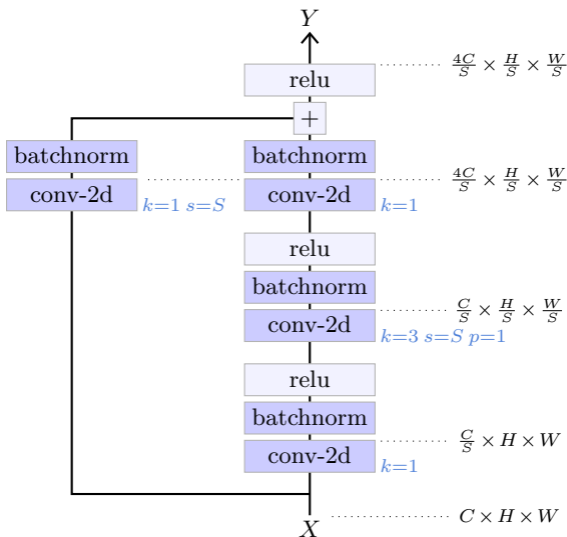 Y
relu 4C/S × H/S × W/S
+
batchnorm batchnorm
conv-2d k=1 s=S conv-2d k=1 4C/S × H/S × W/S
relu
batchnorm
conv-2d k=3 s=S p=1 C/S × H/S × W/S
relu
batchnorm
conv-2d k=1 C/S × H × W
X C × H × W